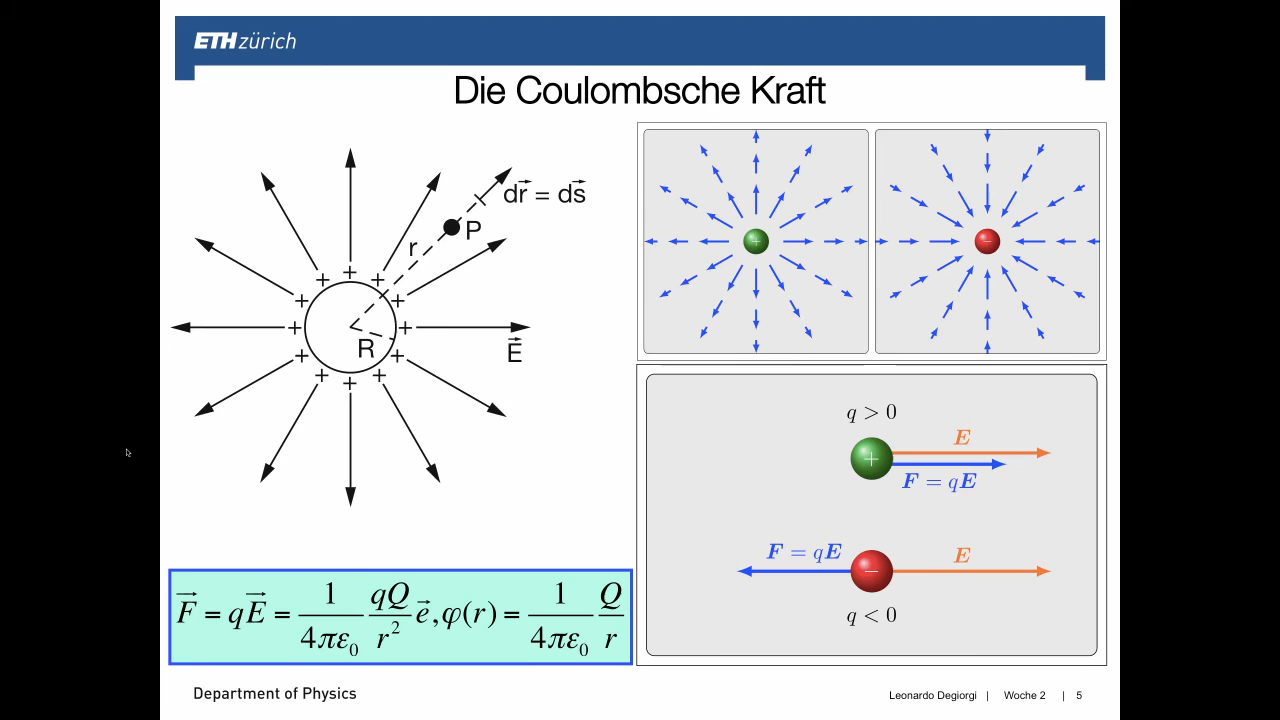 ETH zürich
Die Coulombsche Kraft
dr⃗ = ds⃗
P
r
+ + + + + + + + + + + +
R
E⃗
+
−
q > 0
+
E
F = qE
F = qE
−
E
q < 0
F⃗ = qE⃗ = 1/(4πε₀) qQ/r² e⃗, φ(r) = 1/(4πε₀) Q/r
Department of Physics
Leonardo Degiorgi | Woche 2 | 5